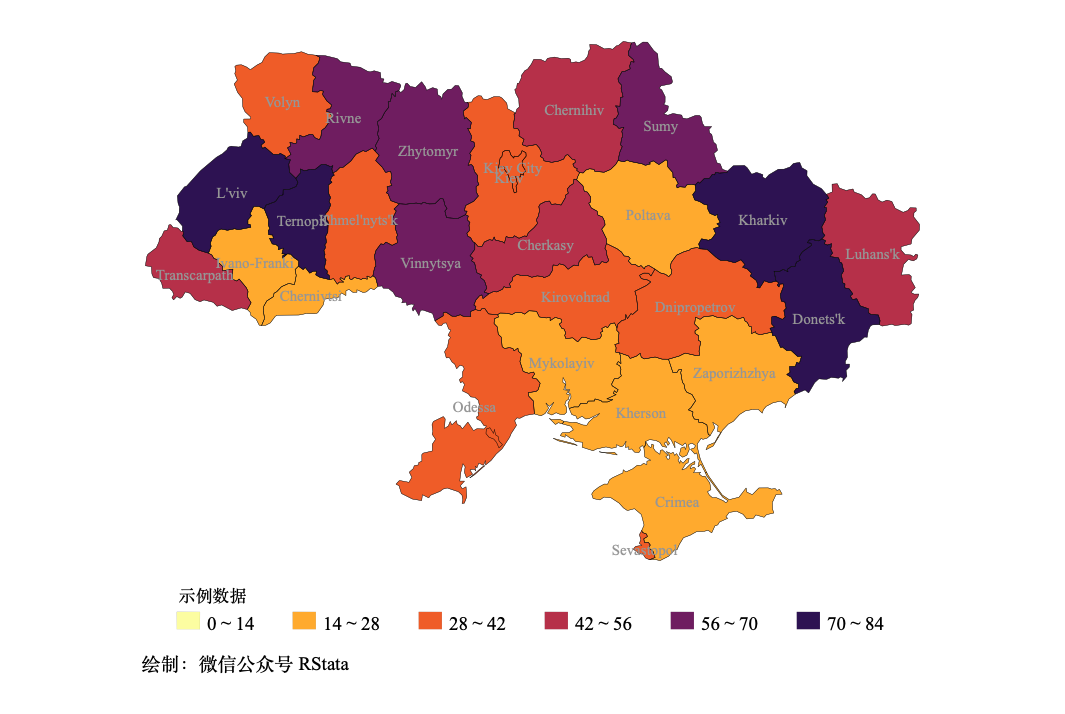 Chernihiv
Volyn
Rivne
Sumy
Zhytomyr
Kiev City
Kiev
L'viv
Ternopil'
Khmel'nyts'k
Poltava
Kharkiv
Cherkasy
Luhans'k
Ivano-Frankiv
Vinnytsya
Transcarpath
Chernivtsi
Kirovohrad
Dnipropetrov
Donets'k
Mykolayiv
Zaporizhzhya
Odessa
Kherson
Crimea
Sevastopol
示例数据
0 ~ 14 14 ~ 28 28 ~ 42 42 ~ 56 56 ~ 70 70 ~ 84
绘制：微信公众号 RStata